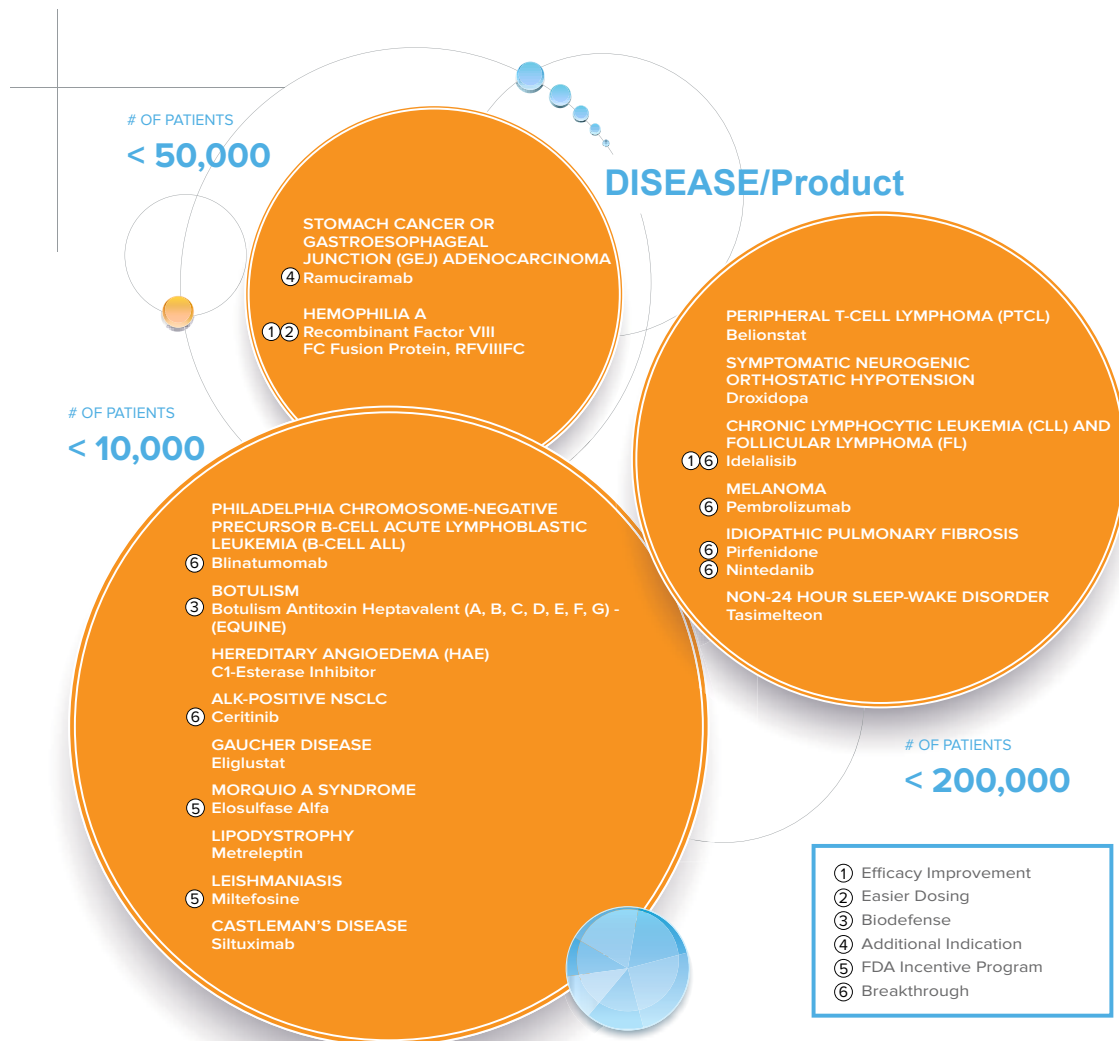 # OF PATIENTS
< 50,000
DISEASE/Product
STOMACH CANCER OR
GASTROESOPHAGEAL
JUNCTION (GEJ) ADENOCARCINOMA
4 Ramuciramab
HEMOPHILIA A
1 2 Recombinant Factor VIII
FC Fusion Protein, RFVIIIFC
# OF PATIENTS
< 10,000
PHILADELPHIA CHROMOSOME-NEGATIVE
PRECURSOR B-CELL ACUTE LYMPHOBLASTIC
LEUKEMIA (B-CELL ALL)
6 Blinatumomab
BOTULISM
3 Botulism Antitoxin Heptavalent (A, B, C, D, E, F, G) -
(EQUINE)
HEREDITARY ANGIOEDEMA (HAE)
C1-Esterase Inhibitor
ALK-POSITIVE NSCLC
6 Ceritinib
GAUCHER DISEASE
Eliglustat
MORQUIO A SYNDROME
5 Elosulfase Alfa
LIPODYSTROPHY
Metreleptin
LEISHMANIASIS
5 Miltefosine
CASTLEMAN'S DISEASE
Siltuximab
PERIPHERAL T-CELL LYMPHOMA (PTCL)
Belionstat
SYMPTOMATIC NEUROGENIC
ORTHOSTATIC HYPOTENSION
Droxidopa
CHRONIC LYMPHOCYTIC LEUKEMIA (CLL) AND
FOLLICULAR LYMPHOMA (FL)
1 6 Idelalisib
MELANOMA
6 Pembrolizumab
IDIOPATHIC PULMONARY FIBROSIS
6 Pirfenidone
6 Nintedanib
NON-24 HOUR SLEEP-WAKE DISORDER
Tasimelteon
# OF PATIENTS
< 200,000
1 Efficacy Improvement
2 Easier Dosing
3 Biodefense
4 Additional Indication
5 FDA Incentive Program
6 Breakthrough